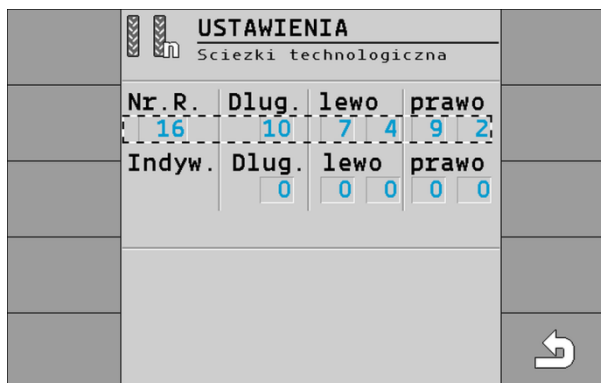 USTAWIENIA
n Sciezki technologiczna
Nr.R. Dlug. lewo prawo
16 10 7 4 9 2
Indyw. Dlug. lewo prawo
0 0 0 0 0